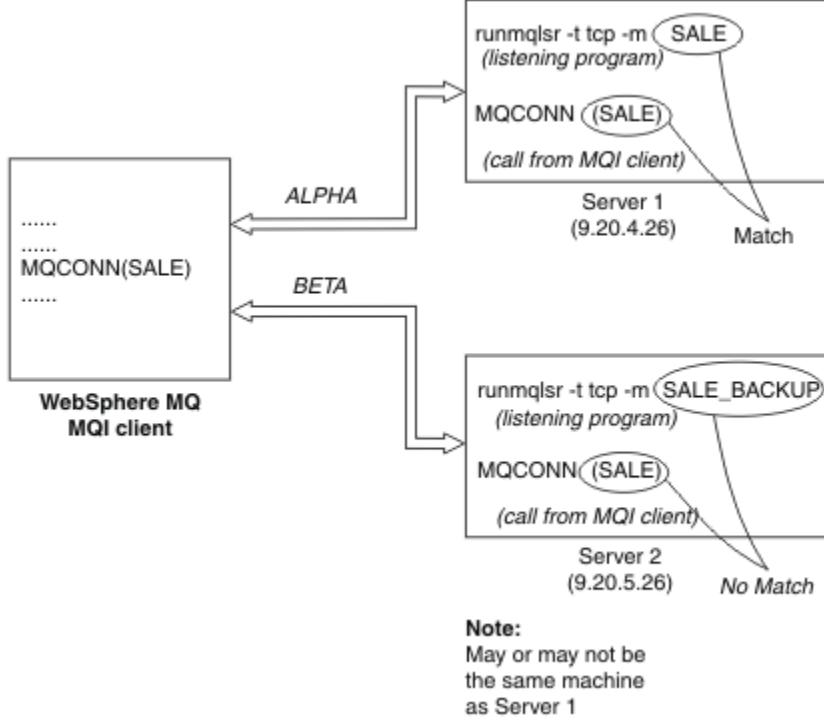 runmqlsr -t tcp -m SALE
(listening program)
MQCONN (SALE)
(call from MQI client)
Server 1
(9.20.4.26)
Match
ALPHA
......
......
MQCONN(SALE)
......
BETA
WebSphere MQ
MQI client
runmqlsr -t tcp -m SALE_BACKUP
(listening program)
MQCONN (SALE)
(call from MQI client)
Server 2
(9.20.5.26)
No Match
Note:
May or may not be
the same machine
as Server 1